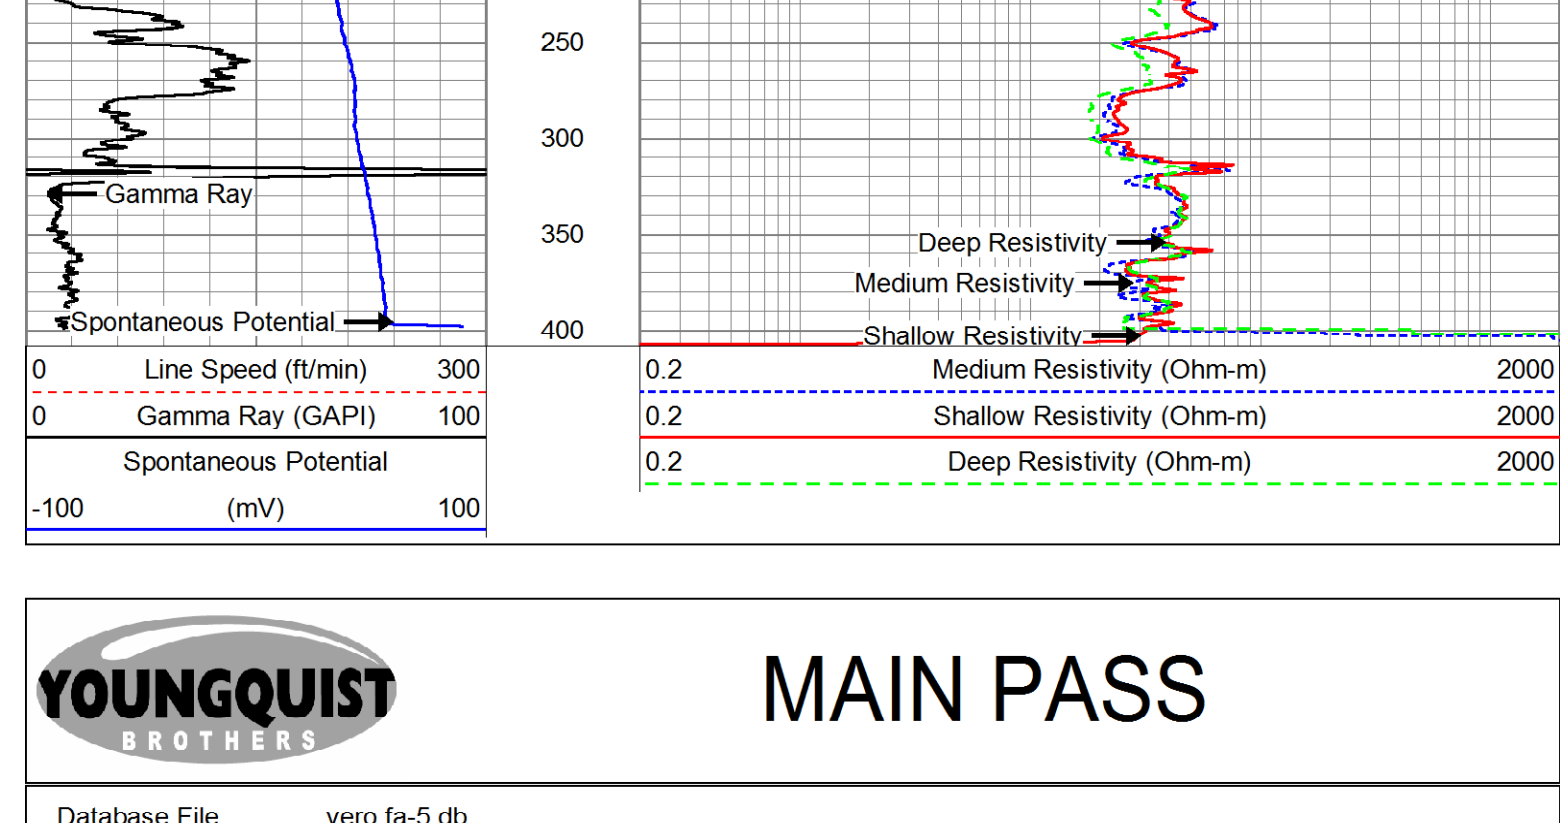 250
300
Gamma Ray
350
Deep Resistivity
Medium Resistivity
Spontaneous Potential
400
Shallow Resistivity
0 Line Speed (ft/min) 300
0 Gamma Ray (GAPI) 100
Spontaneous Potential
-100 (mV) 100
0.2 Medium Resistivity (Ohm-m) 2000
0.2 Shallow Resistivity (Ohm-m) 2000
0.2 Deep Resistivity (Ohm-m) 2000
YOUNGQUIST
BROTHERS
MAIN PASS
Database File vero fa-5.db